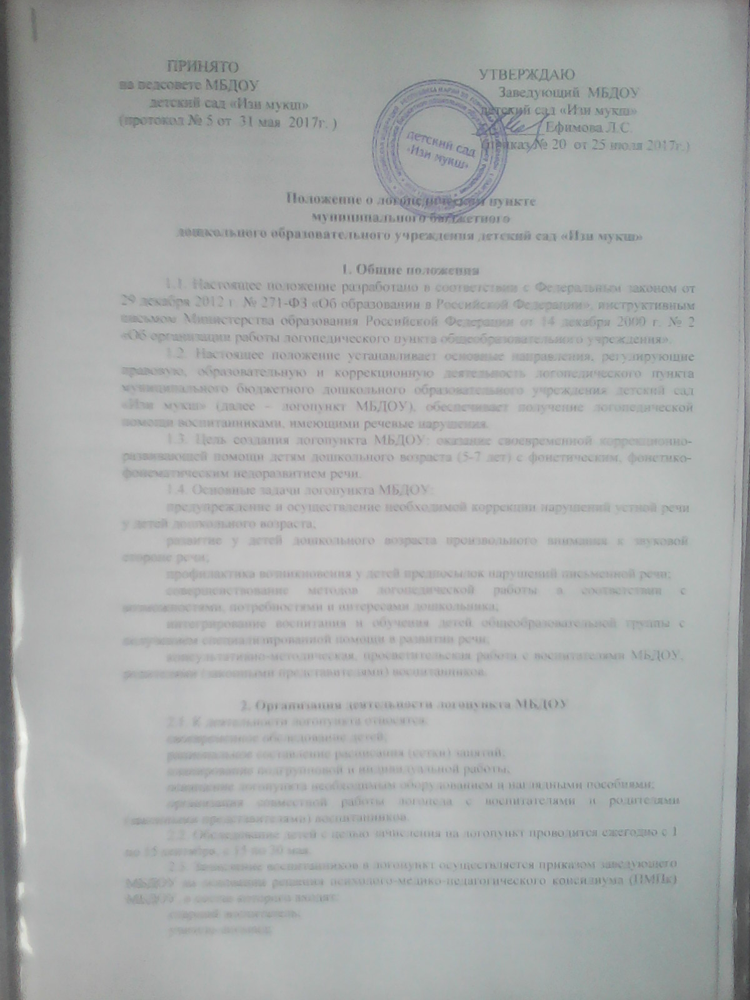 ПРИНЯТО
на педсовете МБДОУ
детский сад «Изи мукш»
(протокол № 5 от 31 мая 2017г. )
УТВЕРЖДАЮ
Заведующий МБДОУ
детский сад «Изи мукш»
Ефимова Л.С.
(приказ № 20 от 25 июля 2017г.)
детский сад
«Изи мукш»
Положение о логопедическом пункте
муниципального бюджетного
дошкольного образовательного учреждения детский сад «Изи мукш»
1. Общие положения
1.1. Настоящее положение разработано в соответствии с Федеральным законом от
29 декабря 2012 г. № 271-ФЗ «Об образовании в Российской Федерации», инструктивным
письмом Министерства образования Российской Федерации от 14 декабря 2000 г. № 2
«Об организации работы логопедического пункта общеобразовательного учреждения».
1.2. Настоящее положение устанавливает основные направления, регулирующие
правовую, образовательную и коррекционную деятельность логопедического пункта
муниципального бюджетного дошкольного образовательного учреждения детский сад
«Изи мукш» (далее – логопункт МБДОУ), обеспечивает получение логопедической
помощи воспитанниками, имеющими речевые нарушения.
1.3. Цель создания логопункта МБДОУ: оказание своевременной коррекционно-
развивающей помощи детям дошкольного возраста (5-7 лет) с фонетическим, фонетико-
фонематическим недоразвитием речи.
1.4. Основные задачи логопункта МБДОУ:
предупреждение и осуществление необходимой коррекции нарушений устной речи
у детей дошкольного возраста;
развитие у детей дошкольного возраста произвольного внимания к звуковой
стороне речи;
профилактика возникновения у детей предпосылок нарушений письменной речи;
совершенствование методов логопедической работы в соответствии с
возможностями, потребностями и интересами дошкольника;
интегрирование воспитания и обучения детей общеобразовательной группы с
получением специализированной помощи в развитии речи;
консультативно-методическая, просветительская работа с воспитателями МБДОУ,
родителями (законными представителями) воспитанников.
2. Организация деятельности логопункта МБДОУ
2.1. К деятельности логопункта относятся:
своевременное обследование детей;
рациональное составление расписания (сетки) занятий;
планирование подгрупповой и индивидуальной работы;
оснащение логопункта необходимым оборудованием и наглядными пособиями;
организация совместной работы логопеда с воспитателями и родителями
(законными представителями) воспитанников.
2.2. Обследование детей с целью зачисления на логопункт проводится ежегодно с 1
по 15 сентября, с 15 по 30 мая.
2.3. Зачисление воспитанников в логопункт осуществляется приказом заведующего
МБДОУ на основании решения психолого-медико-педагогического консилиума (ПМПк)
МБДОУ, в состав которого входят:
старший воспитатель;
учитель-логопед;